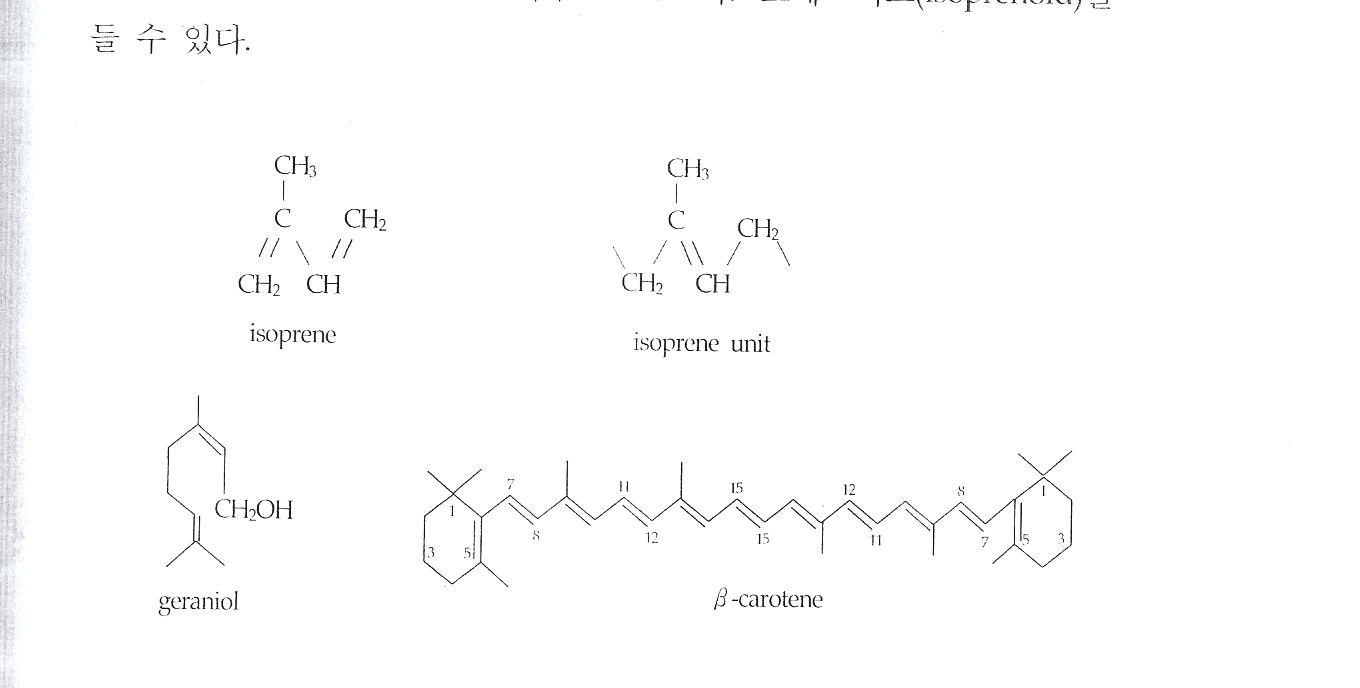 (isoprenoid)
들 수 있다.
CH₃
C CH₂
CH₂ CH
isoprene
CH₃
C CH₂
CH₂ CH
isoprene unit
CH₂OH
geraniol
1 3 5 7 8 11 12 15 15 12 11 8 7 5 3 1
β-carotene